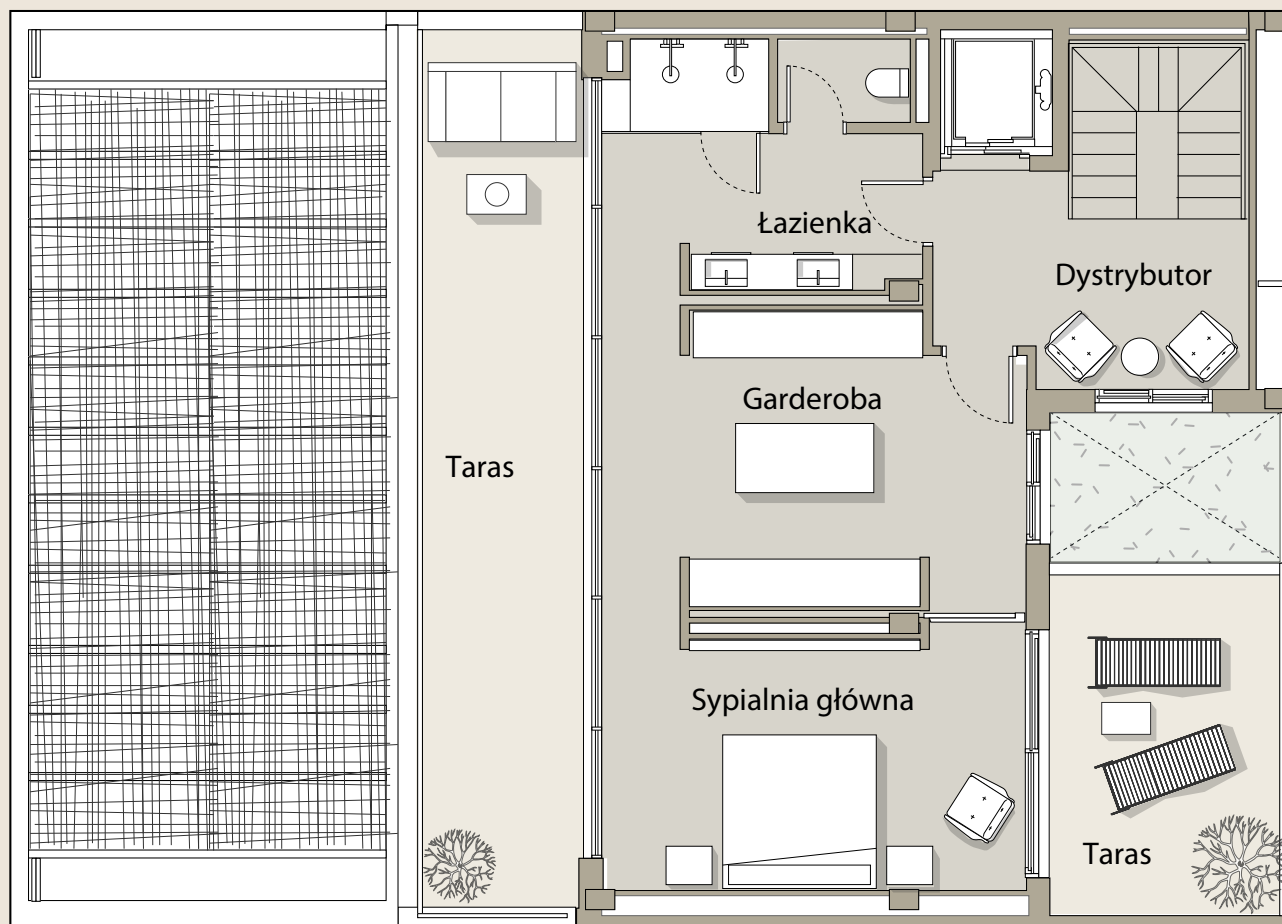 Łazienka
Dystrybutor
Garderoba
Taras
Sypialnia główna
Taras